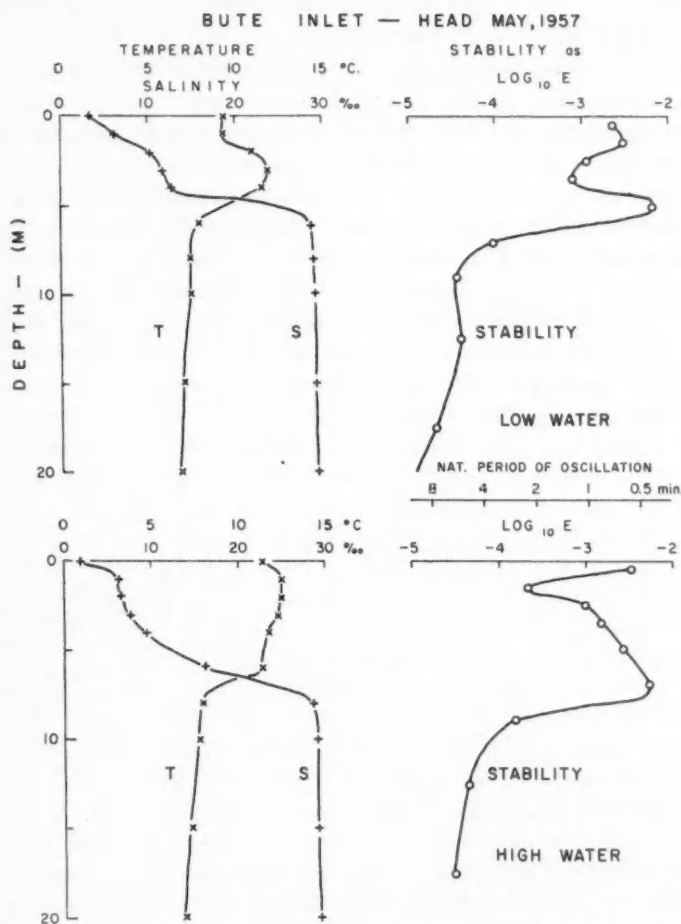 BUTE INLET — HEAD MAY, 1957
TEMPERATURE
0 5 10 15 °C.
SALINITY
0 5 10 20 30 ‰
STABILITY as
LOG10 E
-5 -4 -3 -2
0
10
20
DEPTH — (M)
T S
STABILITY
LOW WATER
NAT. PERIOD OF OSCILLATION
8 4 2 1 0.5 min.
0 5 10 15 °C
0 10 20 30 ‰
LOG10 E
-5 -4 -3 -2
0
10
20
T S
STABILITY
HIGH WATER